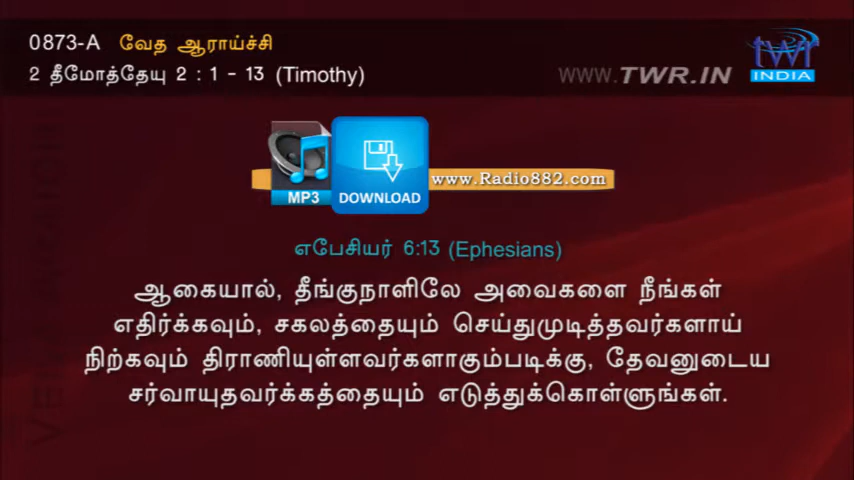 0873-A வேத ஆராய்ச்சி
2 தீமோத்தேயு 2 : 1 - 13 (Timothy)
www.TWR.IN
twr
INDIA
MP3
DOWNLOAD
www.Radio882.com
எபேசியர் 6:13 (Ephesians)
ஆகையால், தீங்குநாளிலே அவைகளை நீங்கள்
எதிர்க்கவும், சகலத்தையும் செய்துமுடித்தவர்களாய்
நிற்கவும் திராணியுள்ளவர்களாகும்படிக்கு, தேவனுடைய
சர்வாயுதவர்க்கத்தையும் எடுத்துக்கொள்ளுங்கள்.